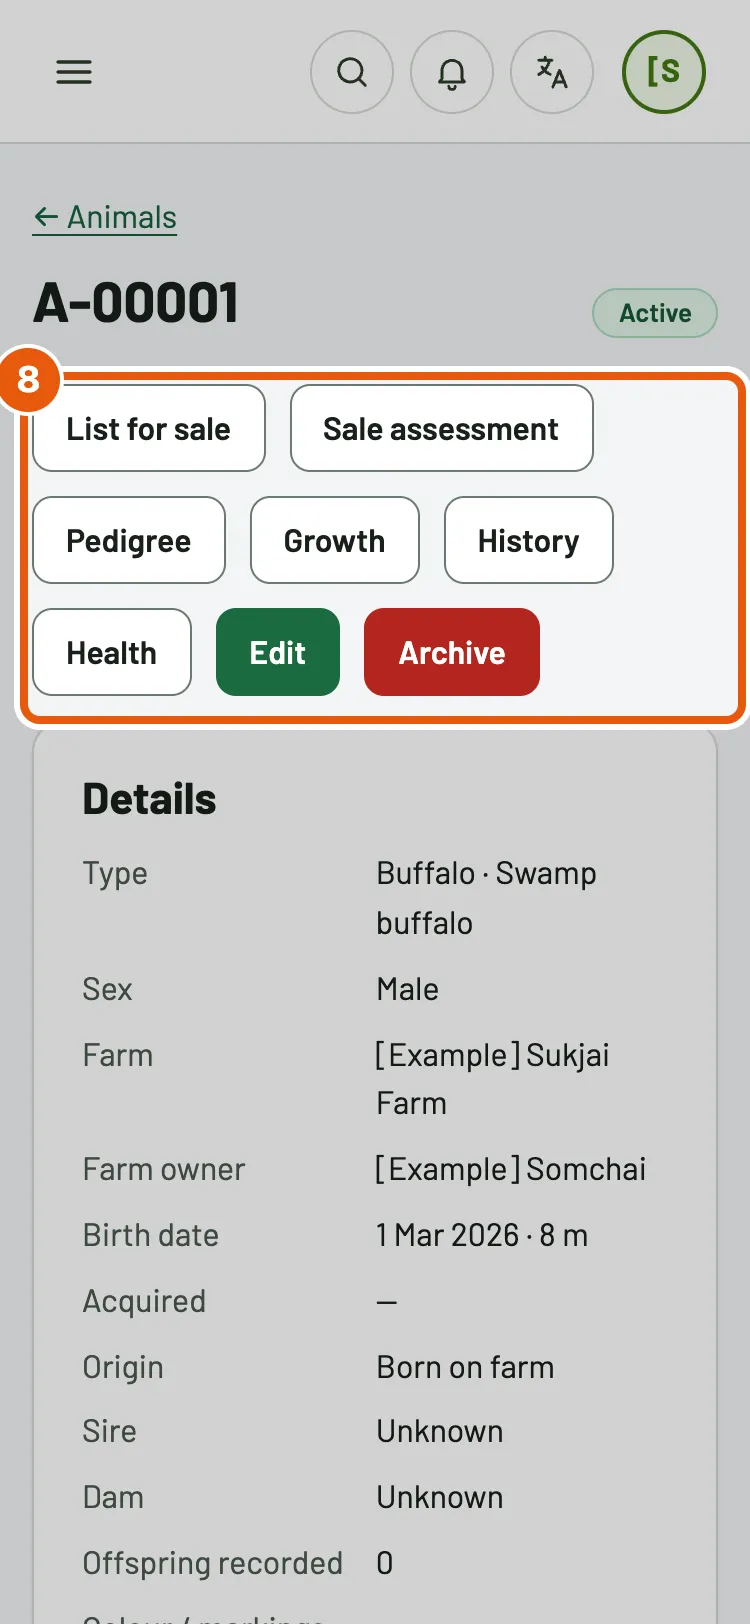 [S
← Animals
A-00001
Active
8
List for sale
Sale assessment
Pedigree
Growth
History
Health
Edit
Archive
Details
Type
Buffalo · Swamp
buffalo
Sex
Male
Farm
[Example] Sukjai
Farm
Farm owner
[Example] Somchai
Birth date
1 Mar 2026 · 8 m
Acquired
—
Origin
Born on farm
Sire
Unknown
Dam
Unknown
Offspring recorded
0